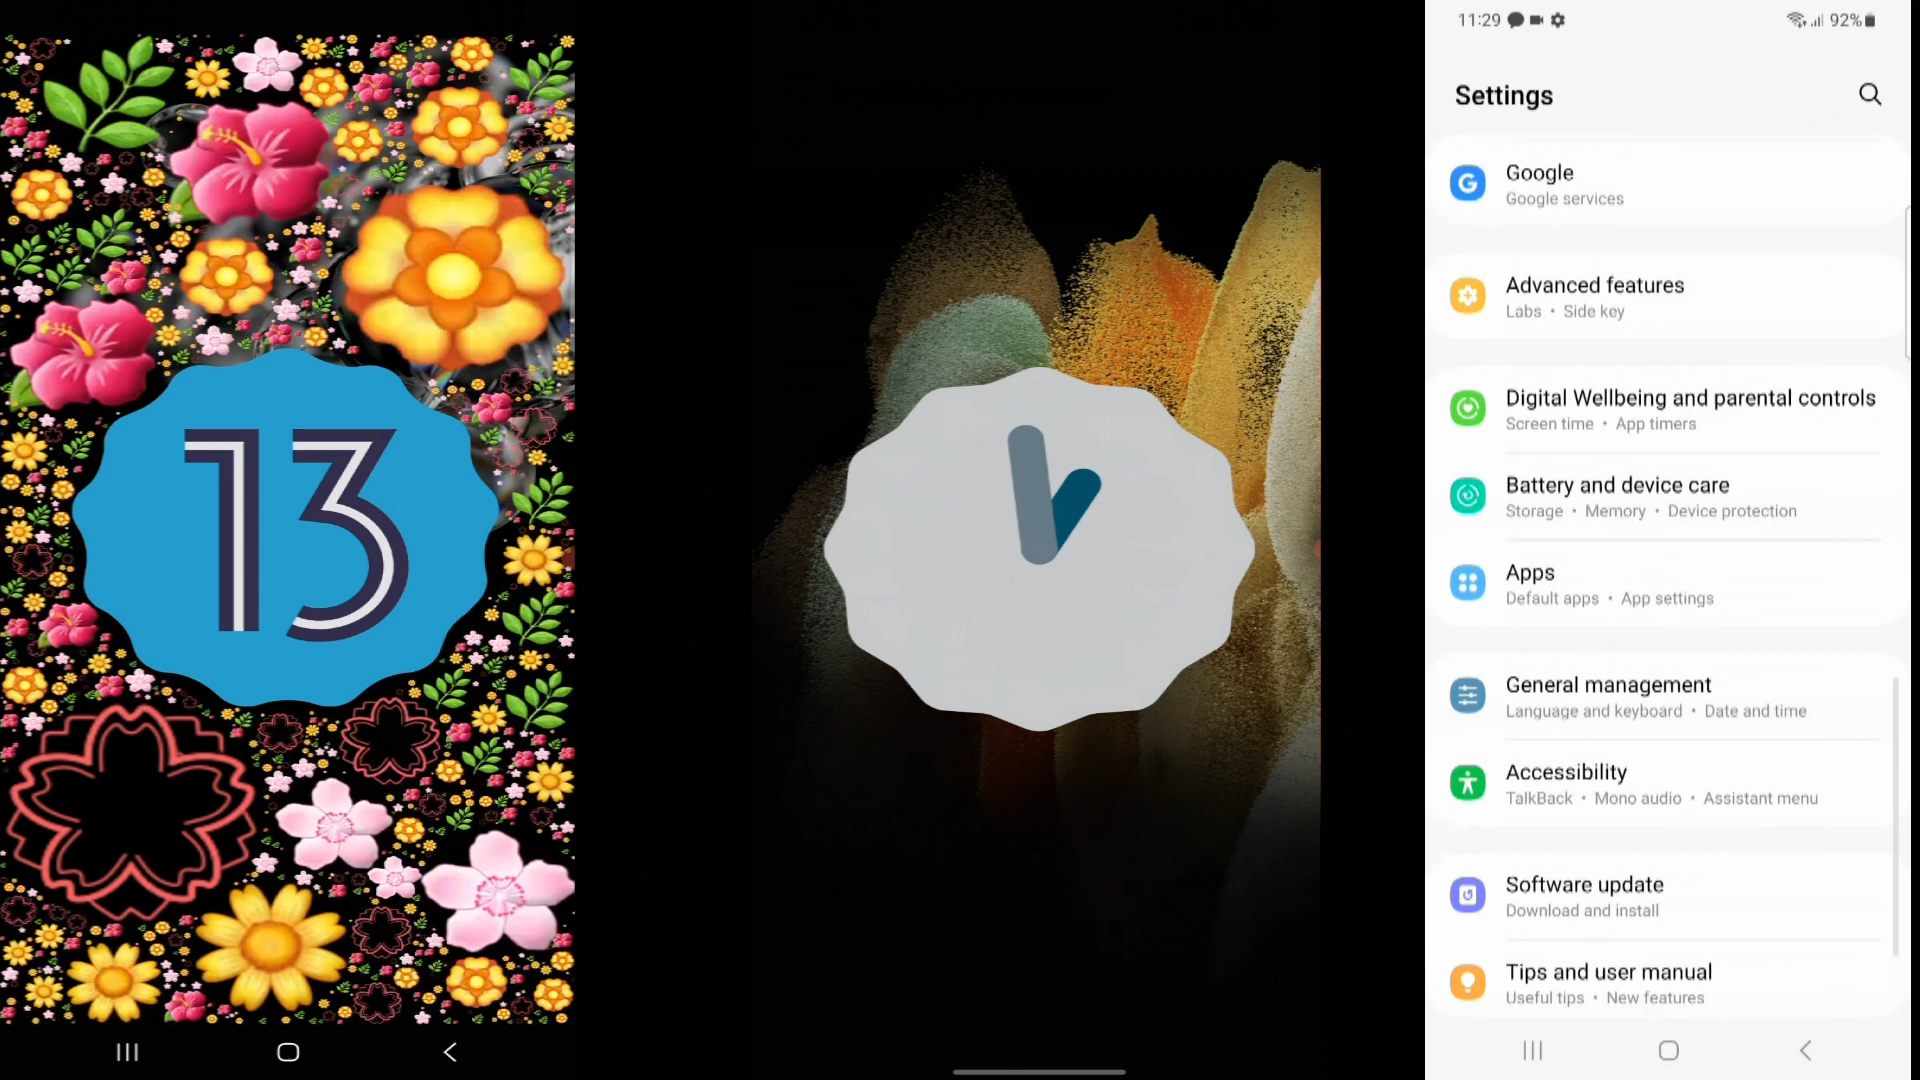 13
11:29
92%
Settings
Google
Google services
Advanced features
Labs • Side key
Digital Wellbeing and parental controls
Screen time • App timers
Battery and device care
Storage • Memory • Device protection
Apps
Default apps • App settings
General management
Language and keyboard • Date and time
Accessibility
TalkBack • Mono audio • Assistant menu
Software update
Download and install
Tips and user manual
Useful tips • New features